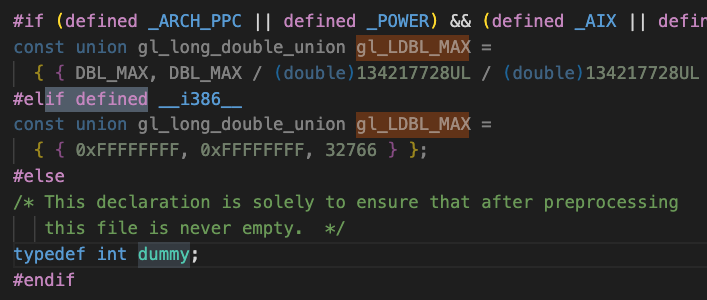 #if (defined _ARCH_PPC || defined _POWER) && (defined _AIX ||
const union gl_long_double_union gl_LDBL_MAX =
{ { DBL_MAX, DBL_MAX / (double)134217728UL / (double)134217728UL
#elif defined __i386__
const union gl_long_double_union gl_LDBL_MAX =
{ { 0xFFFFFFFF, 0xFFFFFFFF, 32766 } };
#else
/* This declaration is solely to ensure that after preprocessing
this file is never empty.  */
typedef int dummy;
#endif